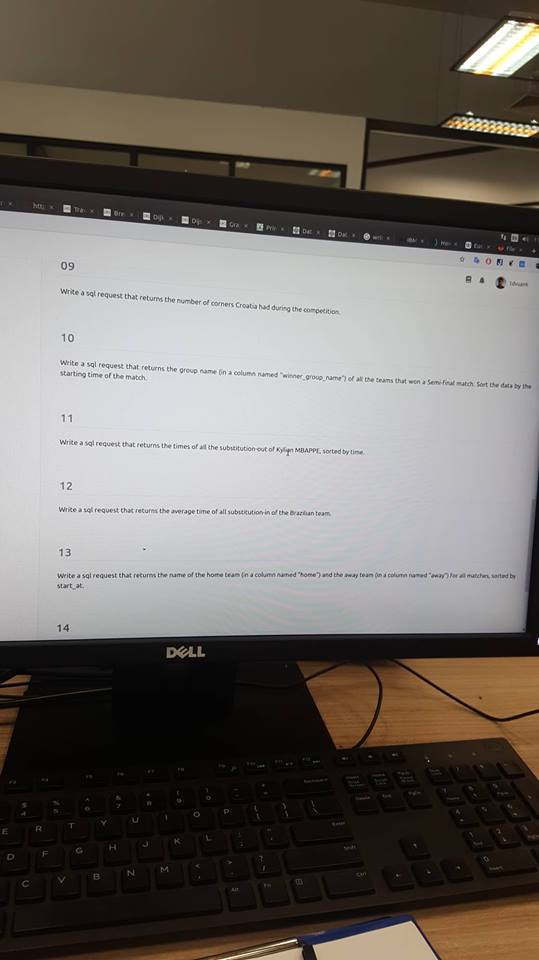 09
Write a sql request that returns the number of corners Croatia had during the competition.
10
Write a sql request that returns the group name (in a column named "winner_group_name") of all the teams that won a Semi-final match. Sort the data by the
starting time of the match.
11
Write a sql request that returns the times of all the substitution-out of Kylian MBAPPE, sorted by time.
12
Write a sql request that returns the average time of all substitution-in of the Brazilian team.
13
Write a sql request that returns the name of the home team (in a column named "home") and the away team (in a column named "away") for all matches, sorted by
start_at.
14
DELL
E R T Y U I O P
D F G H J K L
C V B N M
Alt Fn Ctrl